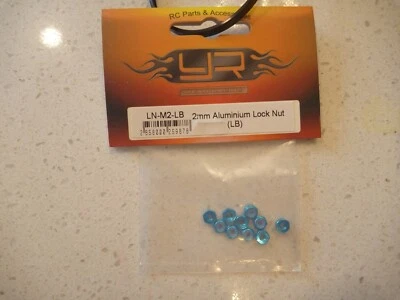 RC Parts & Accessories
YR
LN-M2-LB
2mm Aluminium Lock Nut
(LB)